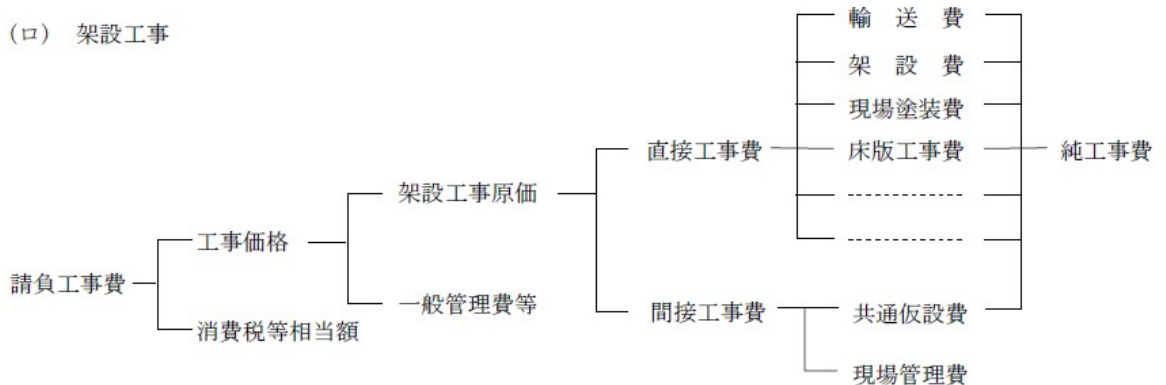 (ロ) 架設工事
輸 送 費
架 設 費
現場塗装費
直接工事費
床版工事費
純工事費
架設工事原価
工事価格
請負工事費
一般管理費等
間接工事費
共通仮設費
消費税等相当額
現場管理費